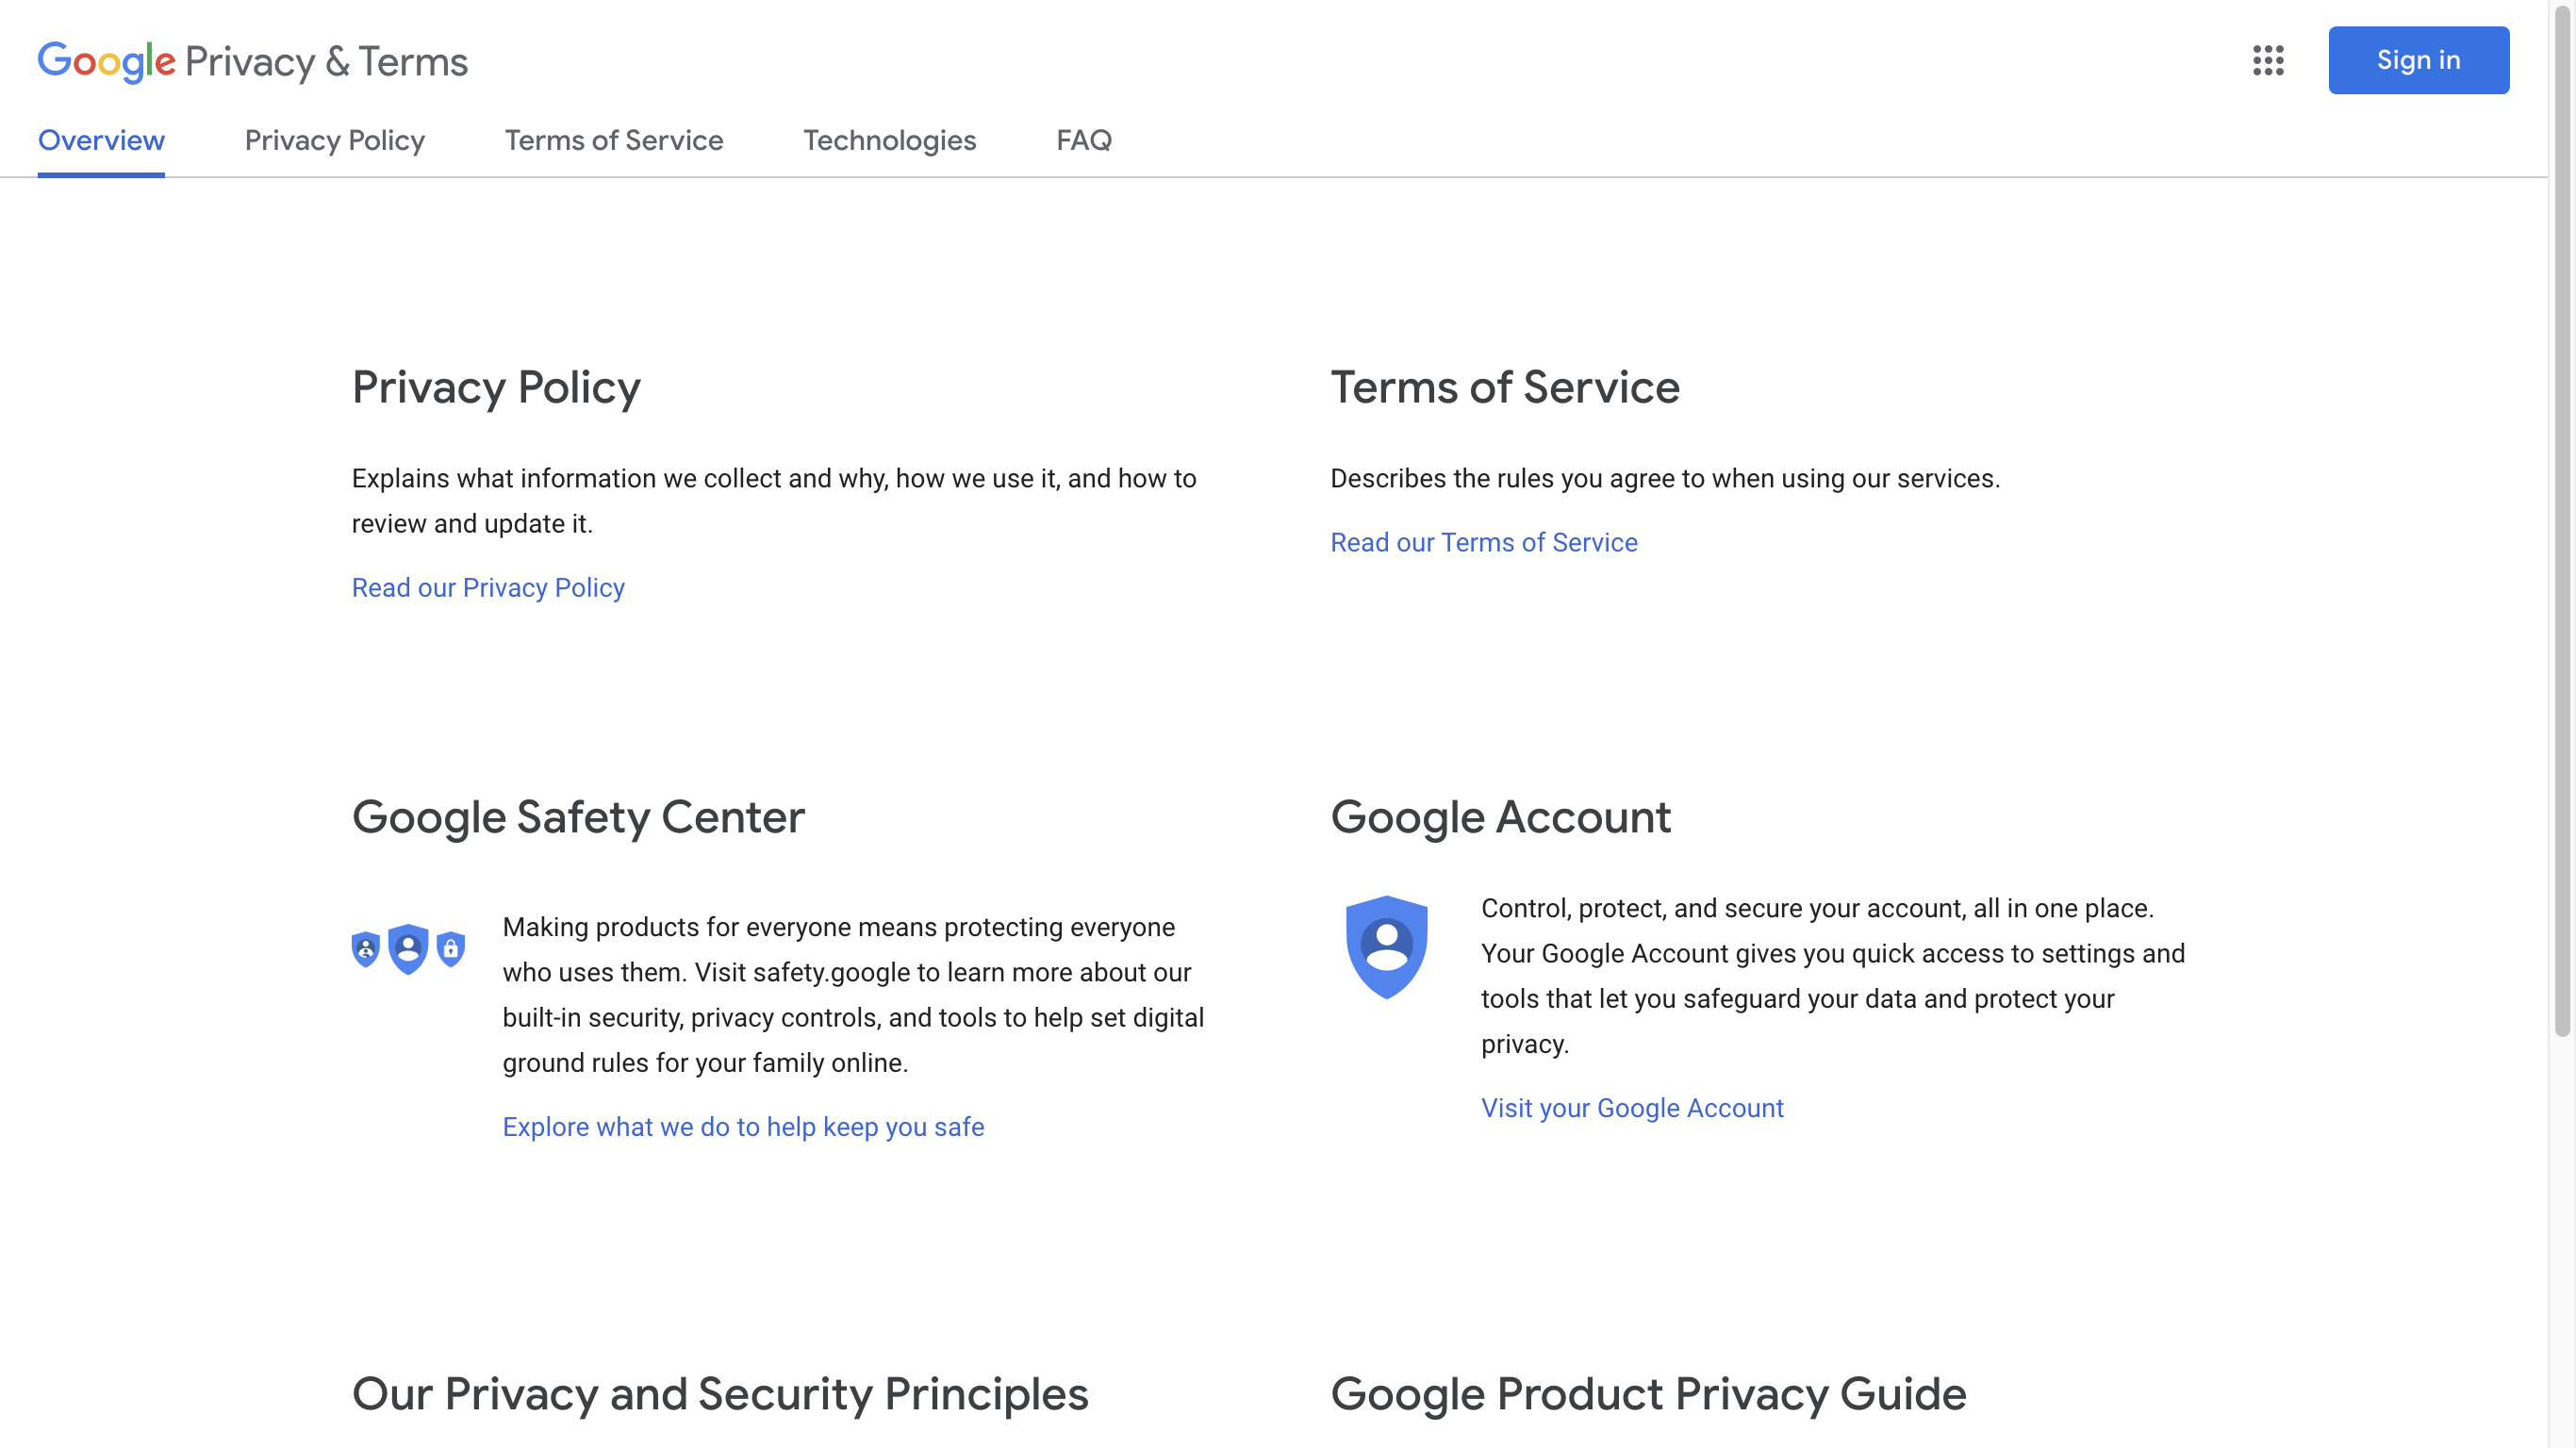 Google Privacy & Terms
Sign in
Overview
Privacy Policy
Terms of Service
Technologies
FAQ
Privacy Policy
Explains what information we collect and why, how we use it, and how to
review and update it.
Read our Privacy Policy
Terms of Service
Describes the rules you agree to when using our services.
Read our Terms of Service
Google Safety Center
Making products for everyone means protecting everyone
who uses them. Visit safety.google to learn more about our
built-in security, privacy controls, and tools to help set digital
ground rules for your family online.
Explore what we do to help keep you safe
Google Account
Control, protect, and secure your account, all in one place.
Your Google Account gives you quick access to settings and
tools that let you safeguard your data and protect your
privacy.
Visit your Google Account
Our Privacy and Security Principles
Google Product Privacy Guide